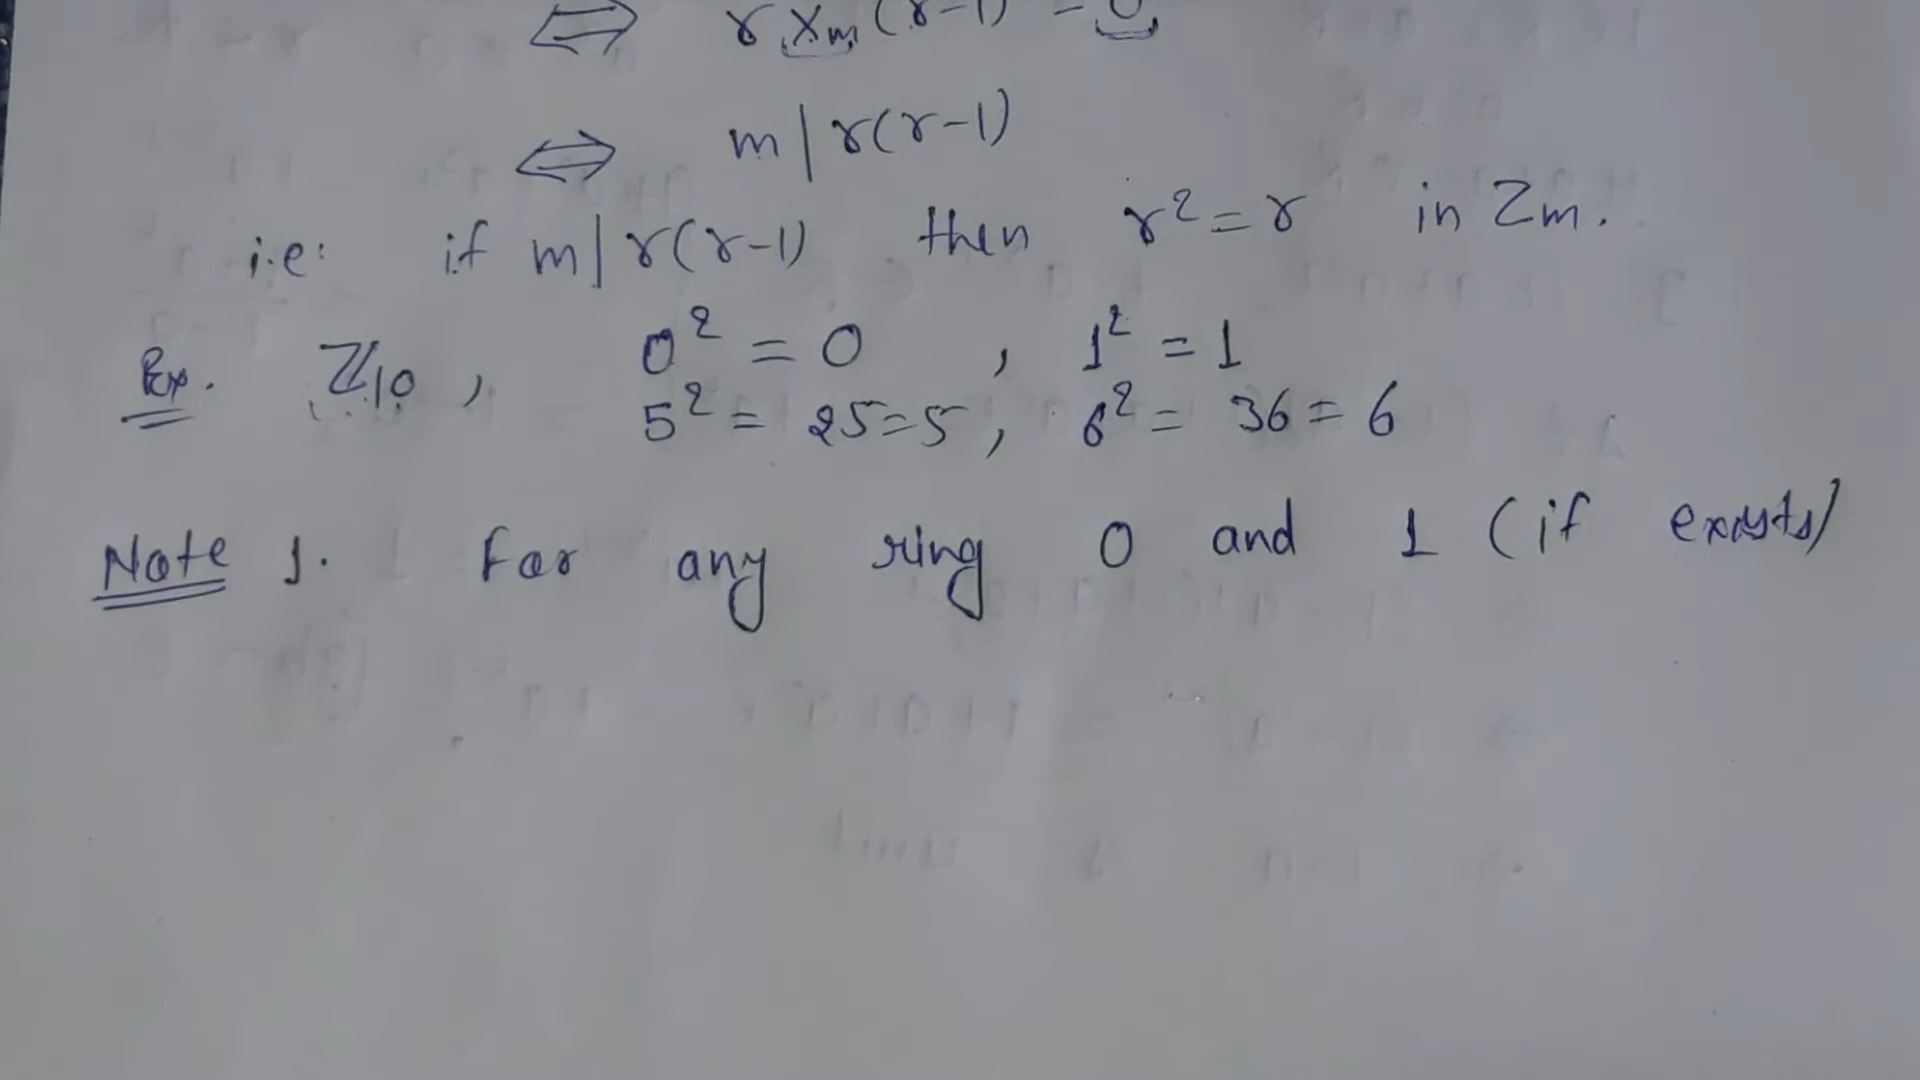 ⟺ r ×m (r-1) = 0
⟺ m | r(r-1)
i.e: if m | r(r-1) then r² = r in Zm.
Ex. Z10, 0² = 0 , 1² = 1
5² = 25=5, 6² = 36 = 6
Note 1. For any ring 0 and 1 (if exists)